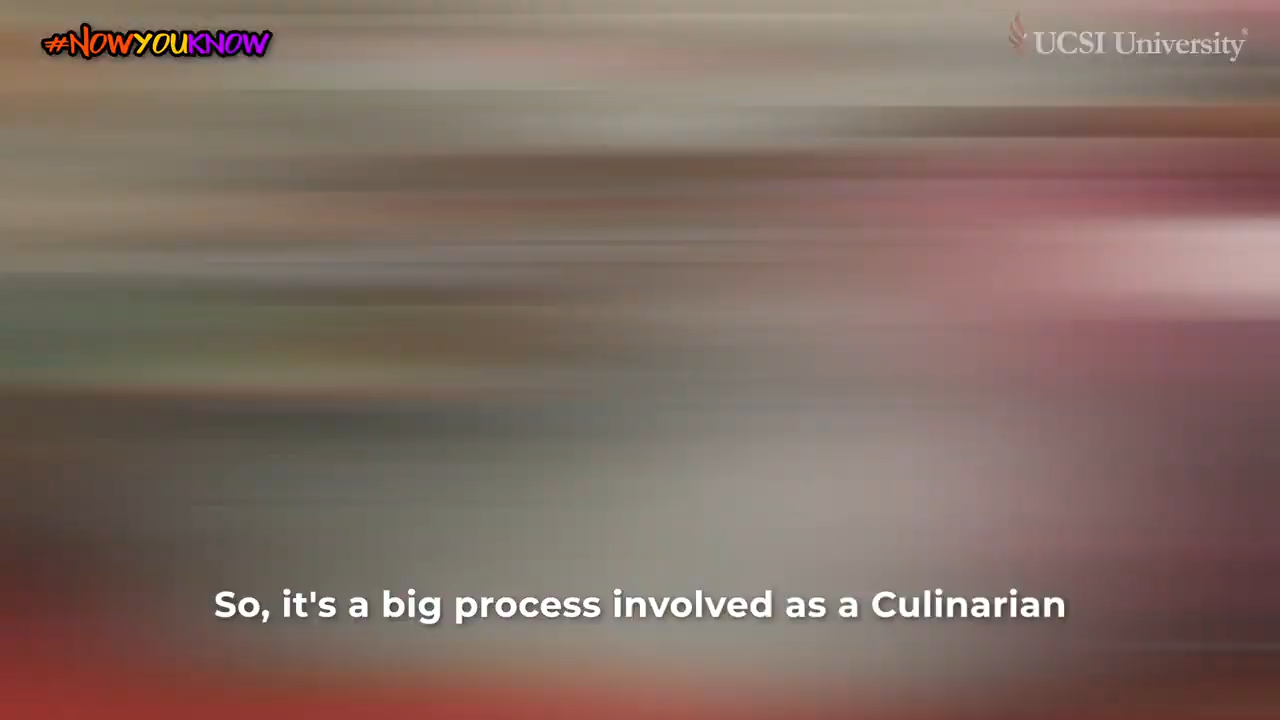 #NOWYOUKNOW
UCSI University
So, it's a big process involved as a Culinarian